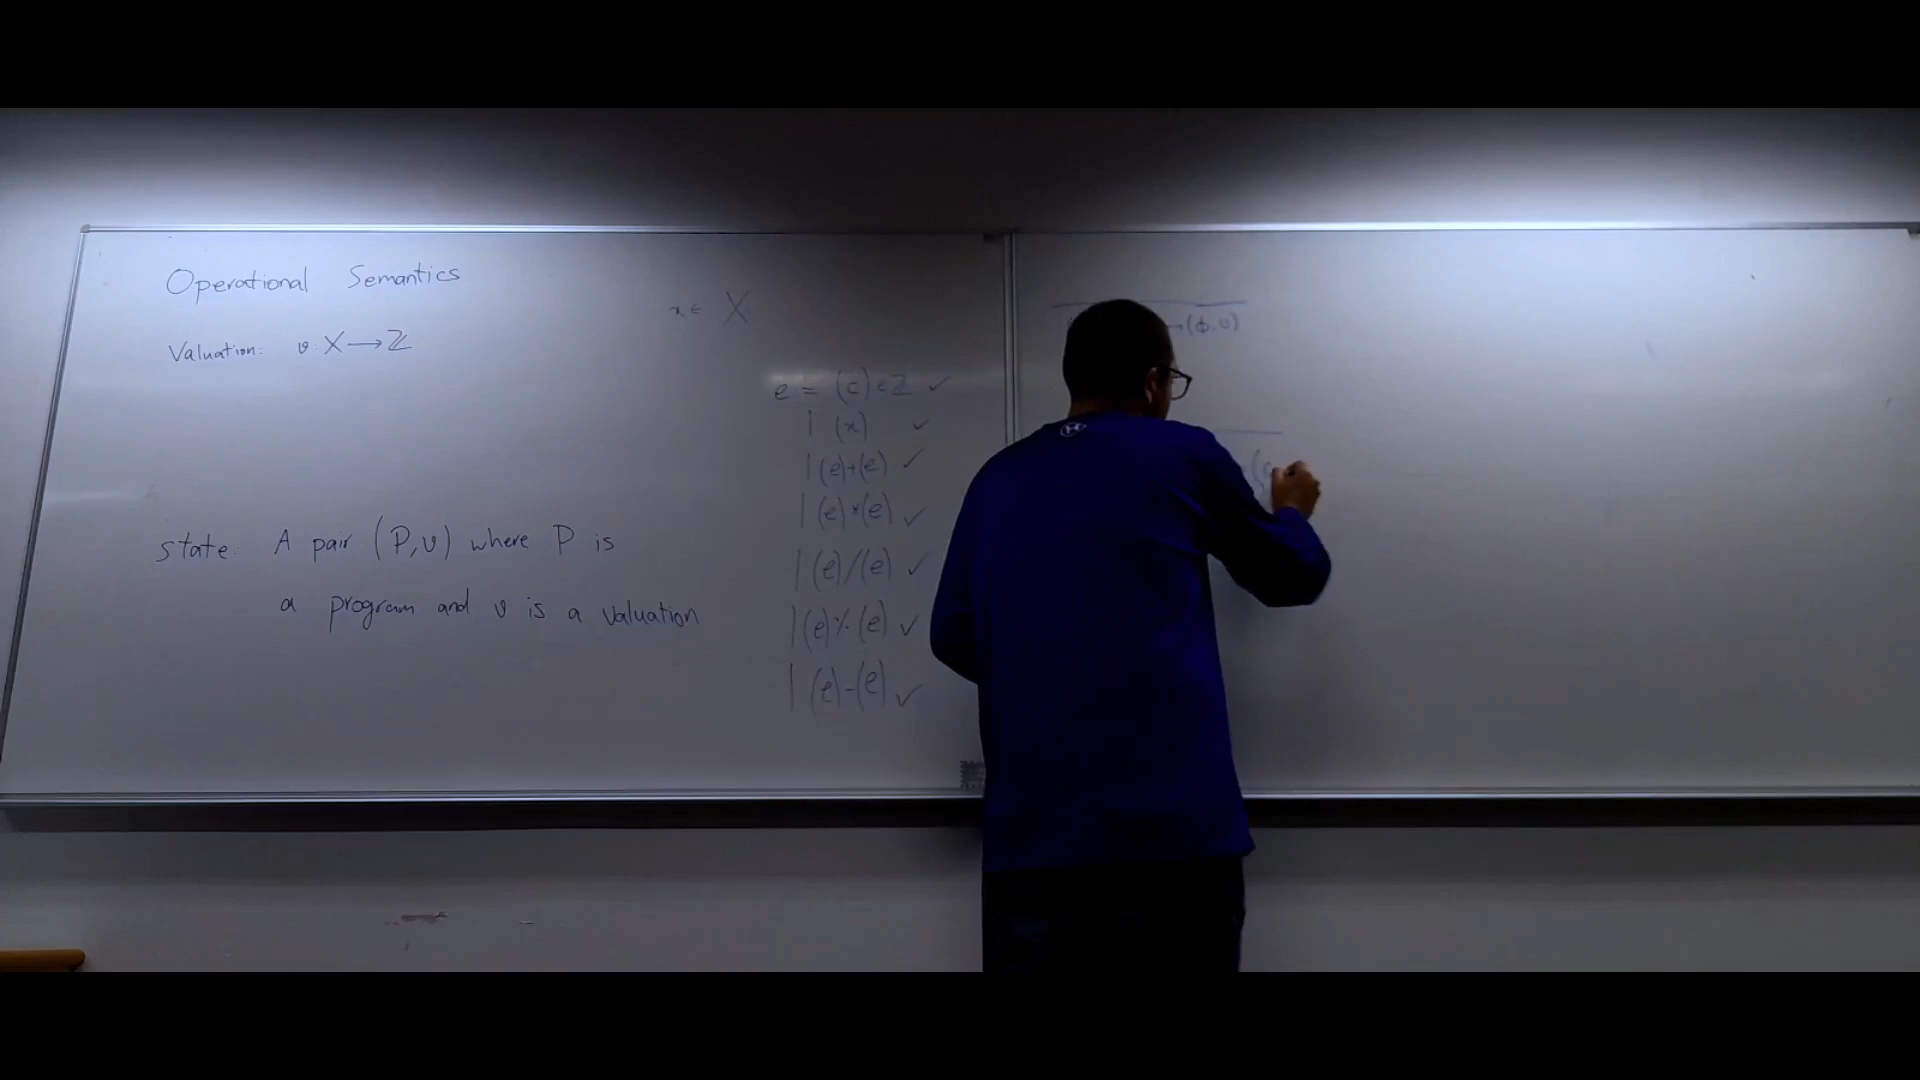 Operational Semantics
Valuation: v: X → ℤ
state: A pair (P, v) where P is
a program and v is a valuation
x ∈ X
e = (c) ∈ ℤ ✓
| (x) ✓
| (e)+(e) ✓
| (e)*(e) ✓
| (e)/(e) ✓
| (e)%(e) ✓
| (e)-(e) ✓
→(ϕ, v)